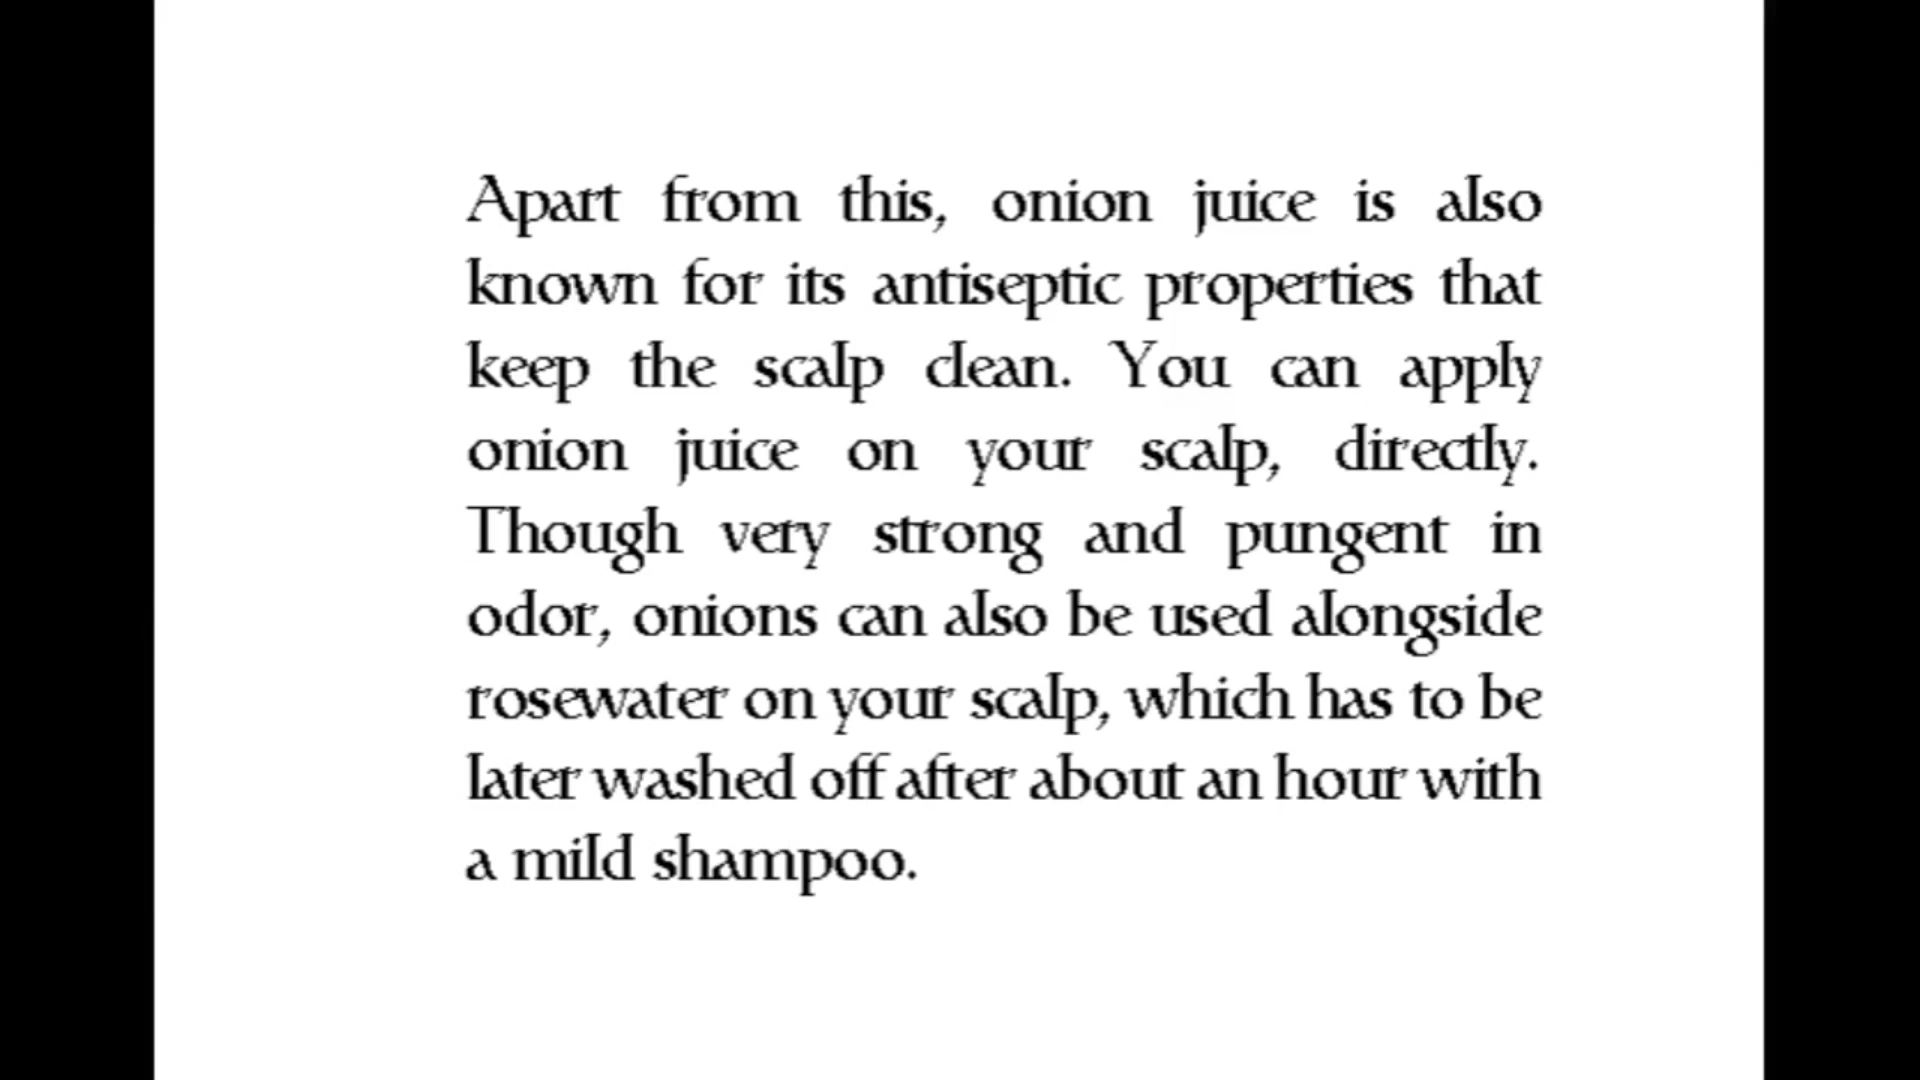 Apart from this, onion juice is also
known for its antiseptic properties that
keep the scalp clean. You can apply
onion juice on your scalp, directly.
Though very strong and pungent in
odor, onions can also be used alongside
rosewater on your scalp, which has to be
later washed off after about an hour with
a mild shampoo.